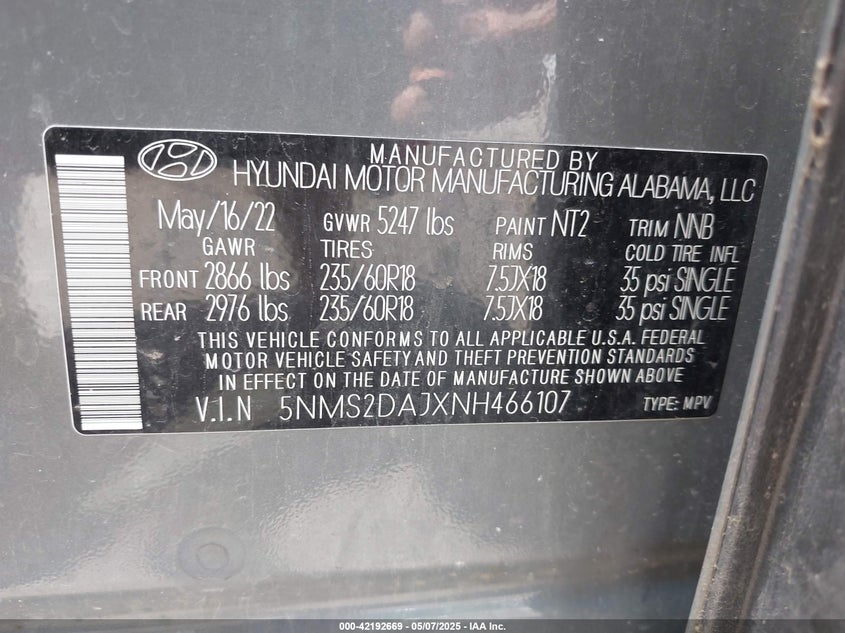 MANUFACTURED BY
HYUNDAI MOTOR MANUFACTURING ALABAMA, LLC
May/16/22 GVWR 5247 lbs PAINT NT2 TRIM NNB
GAWR TIRES RIMS COLD TIRE INFL
FRONT 2866 lbs 235/60R18 7.5JX18 35 psi SINGLE
REAR 2976 lbs 235/60R18 7.5JX18 35 psi SINGLE
THIS VEHICLE CONFORMS TO ALL APPLICABLE U.S.A. FEDERAL
MOTOR VEHICLE SAFETY AND THEFT PREVENTION STANDARDS
IN EFFECT ON THE DATE OF MANUFACTURE SHOWN ABOVE
V.I.N 5NMS2DAJXNH466107 TYPE: MPV
000-42192669 - 05/07/2025 - IAA Inc.